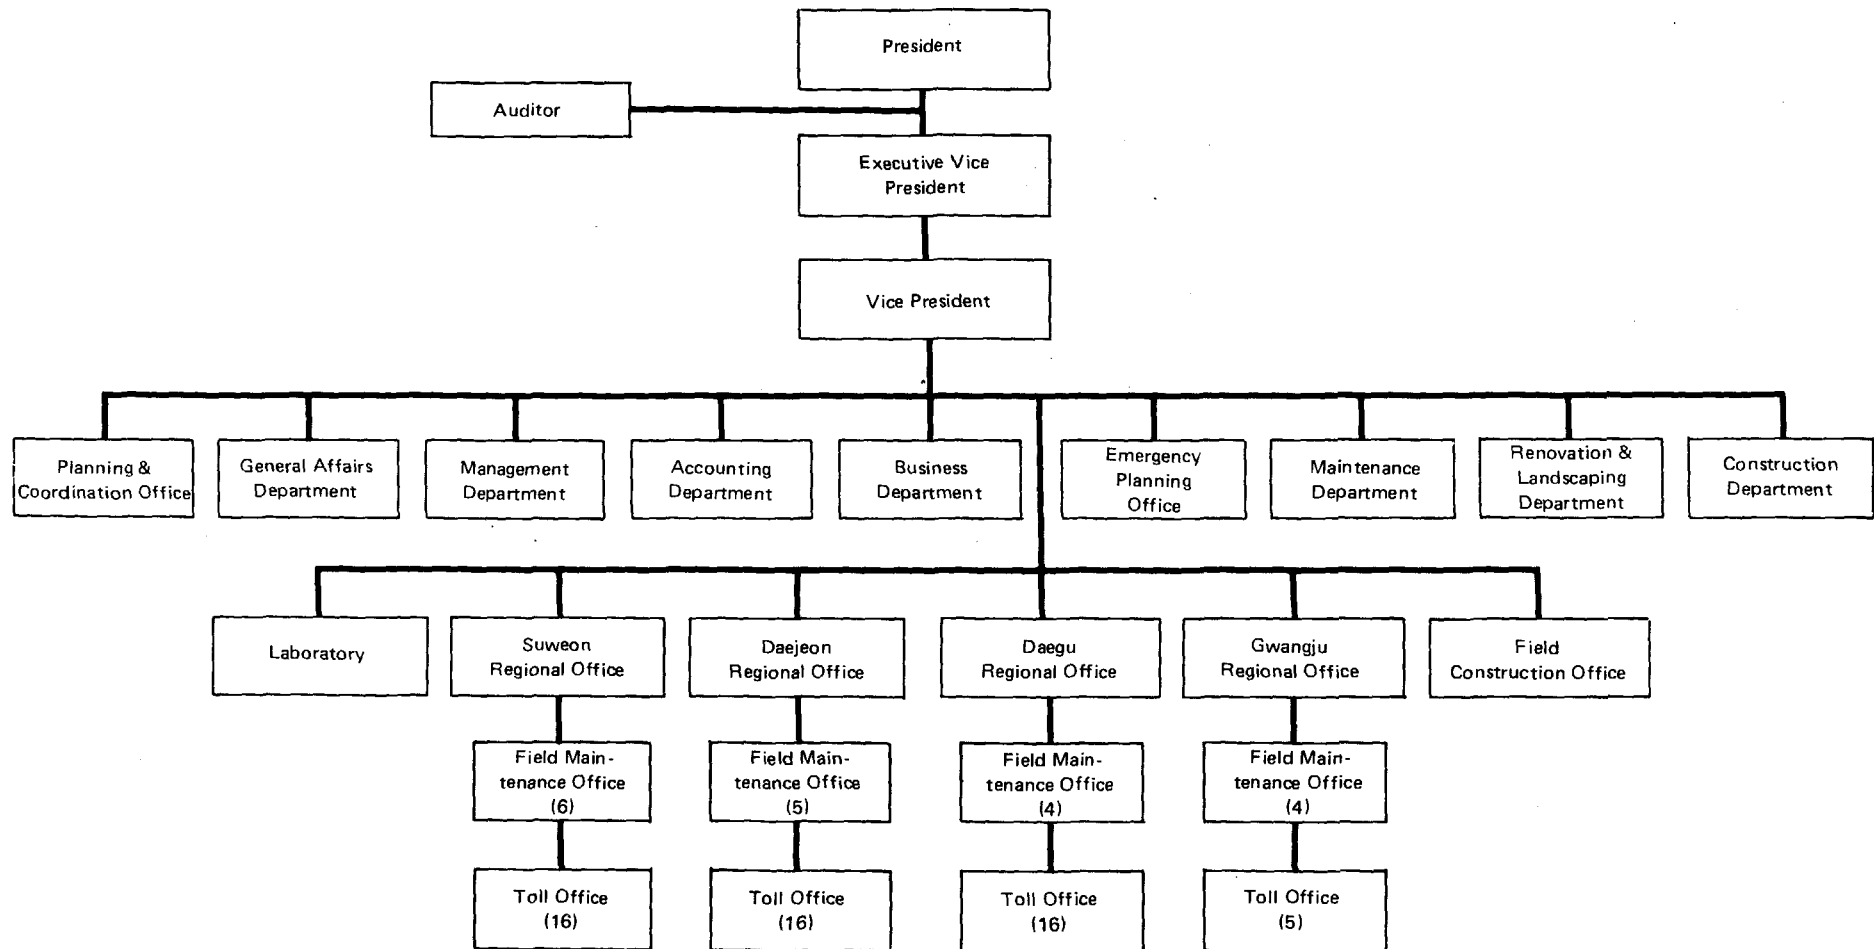 President
Auditor
Executive Vice
President
Vice President
Planning &
Coordination Office
General Affairs
Department
Management
Department
Accounting
Department
Business
Department
Emergency
Planning
Office
Maintenance
Department
Renovation &
Landscaping
Department
Construction
Department
Laboratory
Suweon
Regional Office
Daejeon
Regional Office
Daegu
Regional Office
Gwangju
Regional Office
Field
Construction Office
Field Main-
tenance Office
(6)
Field Main-
tenance Office
(5)
Field Main-
tenance Office
(4)
Field Main-
tenance Office
(4)
Toll Office
(16)
Toll Office
(16)
Toll Office
(16)
Toll Office
(5)